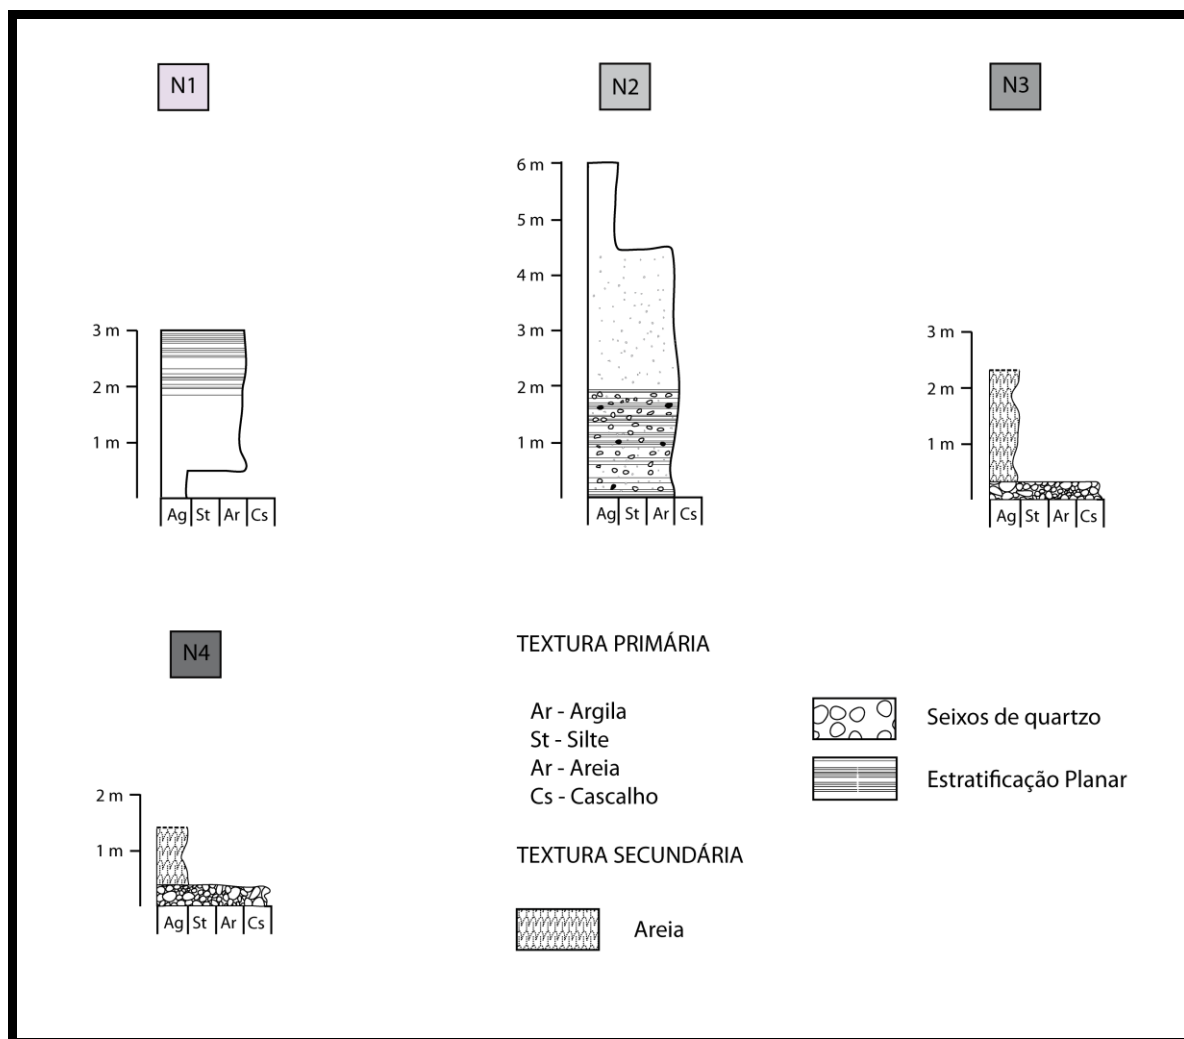 N1
N2
N3
6 m
5 m
4 m
3 m
2 m
1 m
3 m
2 m
1 m
3 m
2 m
1 m
Ag St Ar Cs
Ag St Ar Cs
Ag St Ar Cs
N4
2 m
1 m
Ag St Ar Cs
TEXTURA PRIMÁRIA
Ar - Argila
St - Silte
Ar - Areia
Cs - Cascalho
Seixos de quartzo
Estratificação Planar
TEXTURA SECUNDÁRIA
Areia